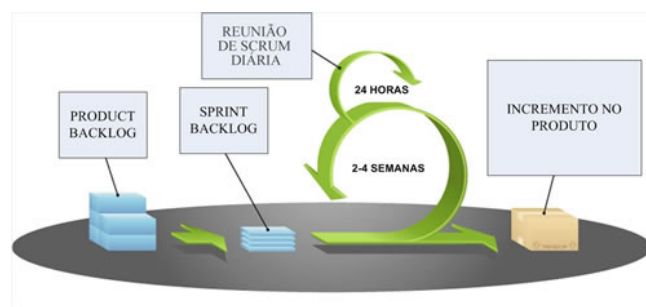 PRODUCT
BACKLOG
SPRINT
BACKLOG
REUNIÃO
DE SCRUM
DIÁRIA
24 HORAS
2-4 SEMANAS
INCREMENTO NO
PRODUTO